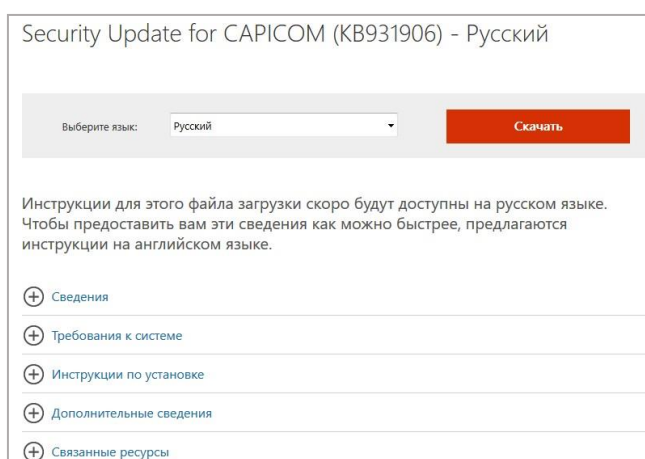 Security Update for CAPICOM (KB931906) - Русский
Выберите язык: Русский Скачать
Инструкции для этого файла загрузки скоро будут доступны на русском языке.
Чтобы предоставить вам эти сведения как можно быстрее, предлагаются
инструкции на английском языке.
Сведения
Требования к системе
Инструкции по установке
Дополнительные сведения
Связанные ресурсы